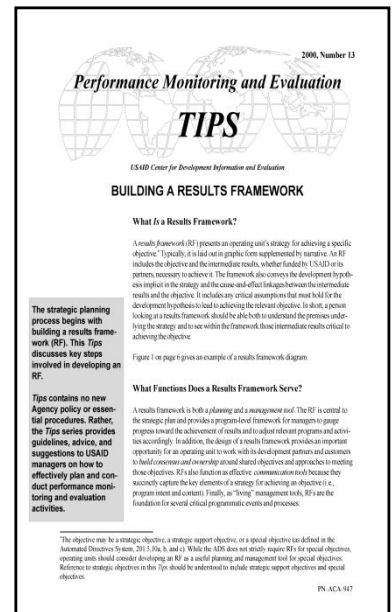 2000, Number 13
Performance Monitoring and Evaluation
TIPS
USAID Center for Development Information and Evaluation
BUILDING A RESULTS FRAMEWORK
What Is a Results Framework?
A results framework (RF) presents an operating unit's strategy for achieving a specific
objective.* Typically, it is laid out in graphic form supplemented by narrative. An RF
includes the objective and the intermediate results, whether funded by USAID or its
partners, necessary to achieve it. The framework also conveys the development hypoth-
esis implicit in the strategy and the cause-and-effect linkages between the intermediate
results and the objective. It includes any critical assumptions that must hold for the
development hypothesis to lead to achieving the relevant objective. In short, a person
looking at a results framework should be able both to understand the premises under-
lying the strategy and to see within the framework those intermediate results critical to
achieving the objective.
Figure 1 on page 6 gives an example of a results framework diagram.
The strategic planning
process begins with
building a results frame-
work (RF). This Tips
discusses key steps
involved in developing an
RF.
Tips contains no new
Agency policy or essen-
tial procedures. Rather,
the Tips series provides
guidelines, advice, and
suggestions to USAID
managers on how to
effectively plan and con-
duct performance moni-
toring and evaluation
activities.
What Functions Does a Results Framework Serve?
A results framework is both a planning and a management tool. The RF is central to
the strategic plan and provides a program-level framework for managers to gauge
progress toward the achievement of results and to adjust relevant programs and activi-
ties accordingly. In addition, the design of a results framework provides an important
opportunity for an operating unit to work with its development partners and customers
to build consensus and ownership around shared objectives and approaches to meeting
those objectives. RFs also function as effective communication tools because they
succinctly capture the key elements of a strategy for achieving an objective (i.e.,
program intent and content). Finally, as "living" management tools, RFs are the
foundation for several critical programmatic events and processes:
*The objective may be a strategic objective, a strategic support objective, or a special objective (as defined in the
Automated Directives System, 201.3.10a, b, and c). While the ADS does not strictly require RFs for special objectives,
operating units should consider developing an RF as a useful planning and management tool for special objectives.
Reference to strategic objectives in this Tips should be understood to include strategic support objectives and special
objectives.
PN-ACA-947